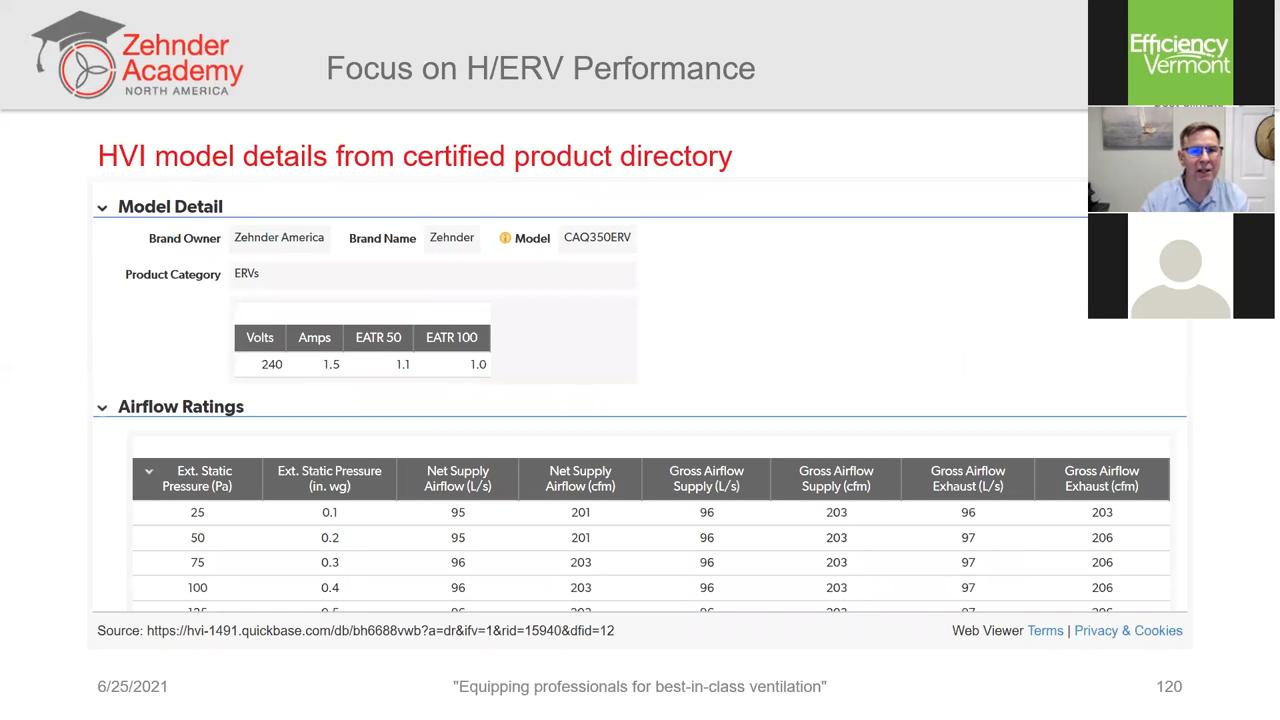 Zehnder
Academy
NORTH AMERICA
Focus on H/ERV Performance
Efficiency
Vermont
HVI model details from certified product directory
Model Detail
Brand Owner Zehnder America Brand Name Zehnder Model CAQ350ERV
Product Category ERVs
Volts Amps EATR 50 EATR 100
240 1.5 1.1 1.0
Airflow Ratings
Ext. Static Pressure (Pa) Ext. Static Pressure (in. wg) Net Supply Airflow (L/s) Net Supply Airflow (cfm) Gross Airflow Supply (L/s) Gross Airflow Supply (cfm) Gross Airflow Exhaust (L/s) Gross Airflow Exhaust (cfm)
25 0.1 95 201 96 203 96 203
50 0.2 95 201 96 203 97 206
75 0.3 96 203 96 203 97 206
100 0.4 96 203 96 203 97 206
Source: https://hvi-1491.quickbase.com/db/bh6688vwb?a=dr&ifv=1&rid=15940&dfid=12
Web Viewer Terms | Privacy & Cookies
6/25/2021
"Equipping professionals for best-in-class ventilation"
120